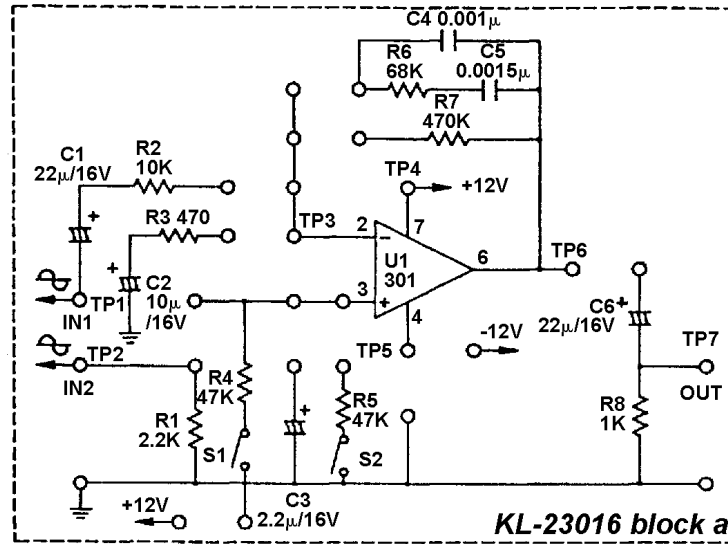 C4 0.001μ
C5
0.0015μ
R6
68K
R7
470K
C1
22μ/16V
R2
10K
TP4
+12V
R3 470
TP3
2
−
7
U1
301
6
TP6
3
+
4
+
+
C2
10μ
/16V
IN1
TP1
TP5
-12V
C6
+
22μ/16V
TP7
OUT
TP2
IN2
R4
47K
+
R5
47K
R1
2.2K
S1
S2
R8
1K
C3
2.2μ/16V
+12V
KL-23016 block a